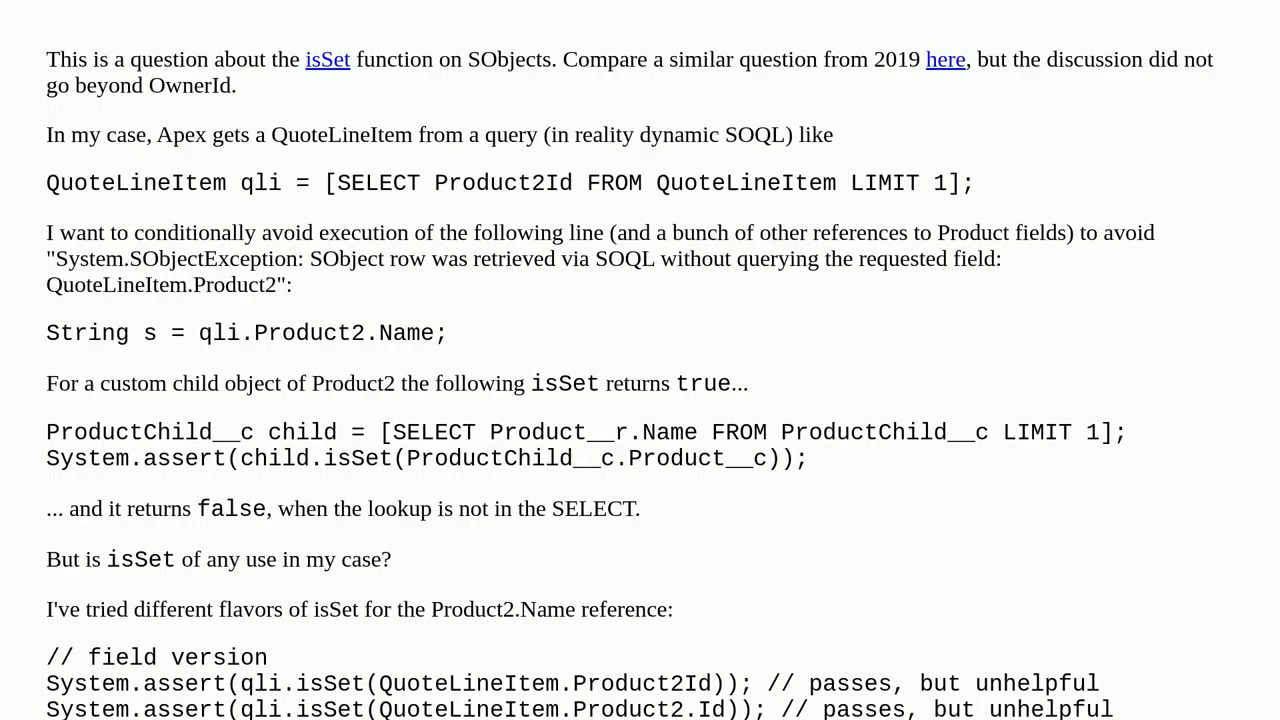 This is a question about the isSet function on SObjects. Compare a similar question from 2019 here, but the discussion did not
go beyond OwnerId.
In my case, Apex gets a QuoteLineItem from a query (in reality dynamic SOQL) like
QuoteLineItem qli = [SELECT Product2Id FROM QuoteLineItem LIMIT 1];
I want to conditionally avoid execution of the following line (and a bunch of other references to Product fields) to avoid
"System.SObjectException: SObject row was retrieved via SOQL without querying the requested field:
QuoteLineItem.Product2":
String s = qli.Product2.Name;
For a custom child object of Product2 the following isSet returns true...
ProductChild__c child = [SELECT Product__r.Name FROM ProductChild__c LIMIT 1];
System.assert(child.isSet(ProductChild__c.Product__c));
... and it returns false, when the lookup is not in the SELECT.
But is isSet of any use in my case?
I've tried different flavors of isSet for the Product2.Name reference:
// field version
System.assert(qli.isSet(QuoteLineItem.Product2Id)); // passes, but unhelpful
System.assert(qli.isSet(QuoteLineItem.Product2.Id)); // passes, but unhelpful